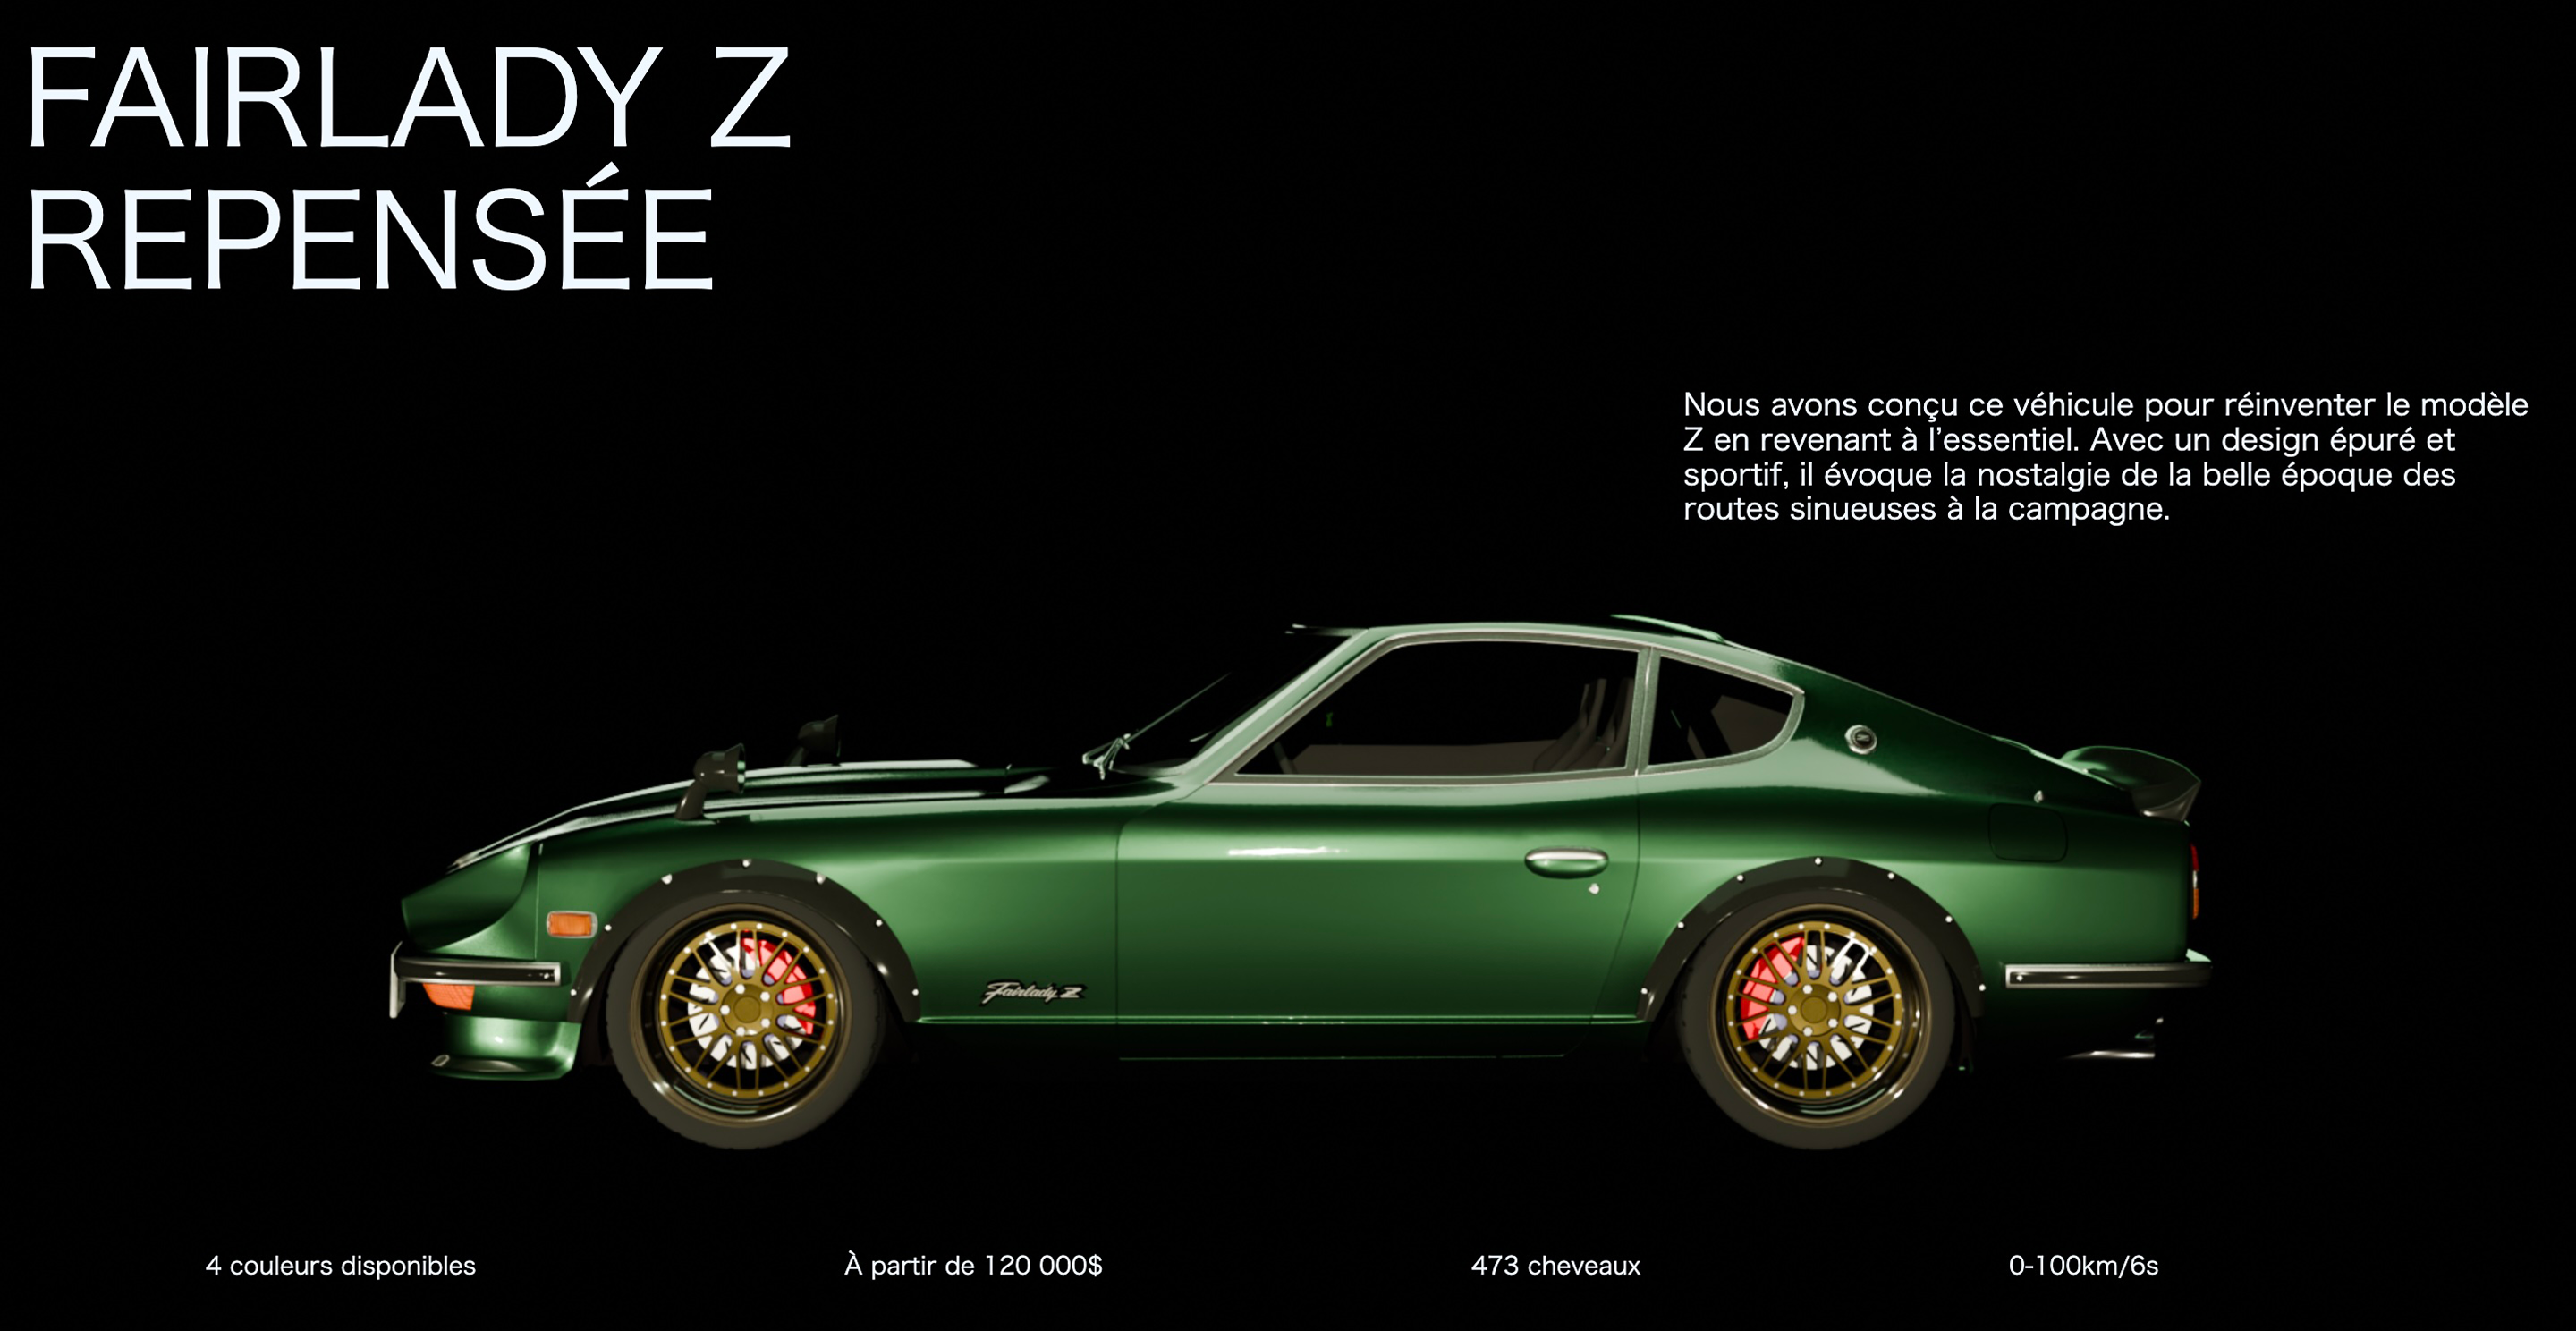 FAIRLADY Z
REPENSÉE
Nous avons conçu ce véhicule pour réinventer le modèle
Z en revenant à l’essentiel. Avec un design épuré et
sportif, il évoque la nostalgie de la belle époque des
routes sinueuses à la campagne.
Fairlady Z
4 couleurs disponibles
À partir de 120 000$
473 cheveaux
0-100km/6s